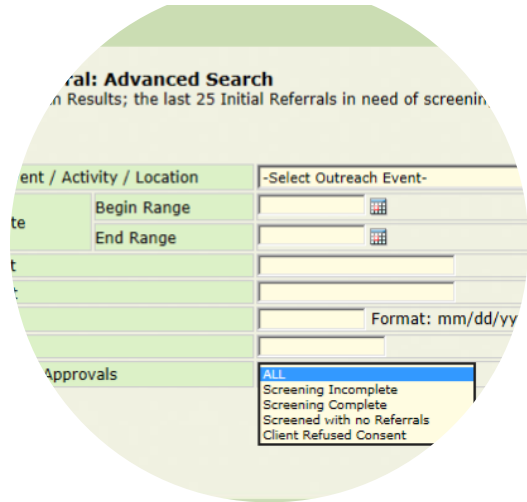 ral: Advanced Search
n Results; the last 25 Initial Referrals in need of screenin
ent / Activity / Location
-Select Outreach Event-
te
Begin Range
End Range
t
t
Format: mm/dd/yy
Approvals
ALL
Screening Incomplete
Screening Complete
Screened with no Referrals
Client Refused Consent